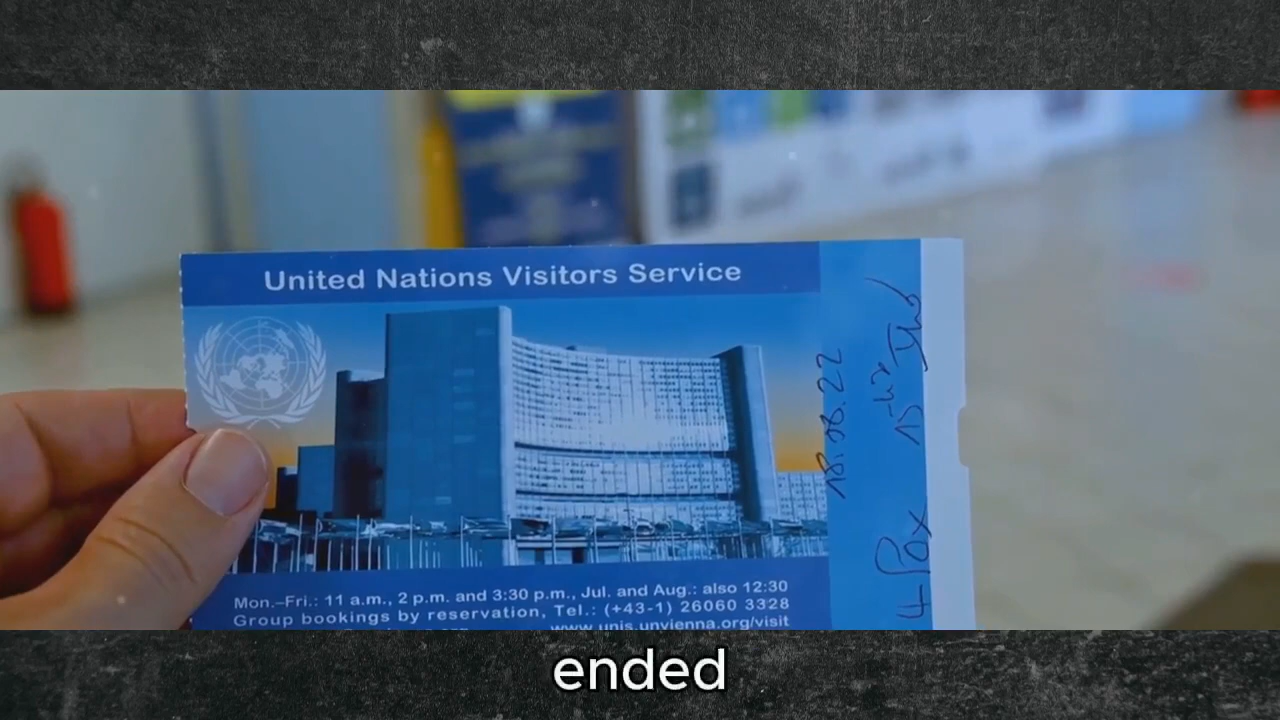 United Nations Visitors Service
18.08.22
4 Pax
Mon.–Fri.: 11 a.m., 2 p.m. and 3:30 p.m., Jul. and Aug.: also 12:30
Group bookings by reservation, Tel.: (+43-1) 26060 3328
www.unis.unvienna.org/visit
ended